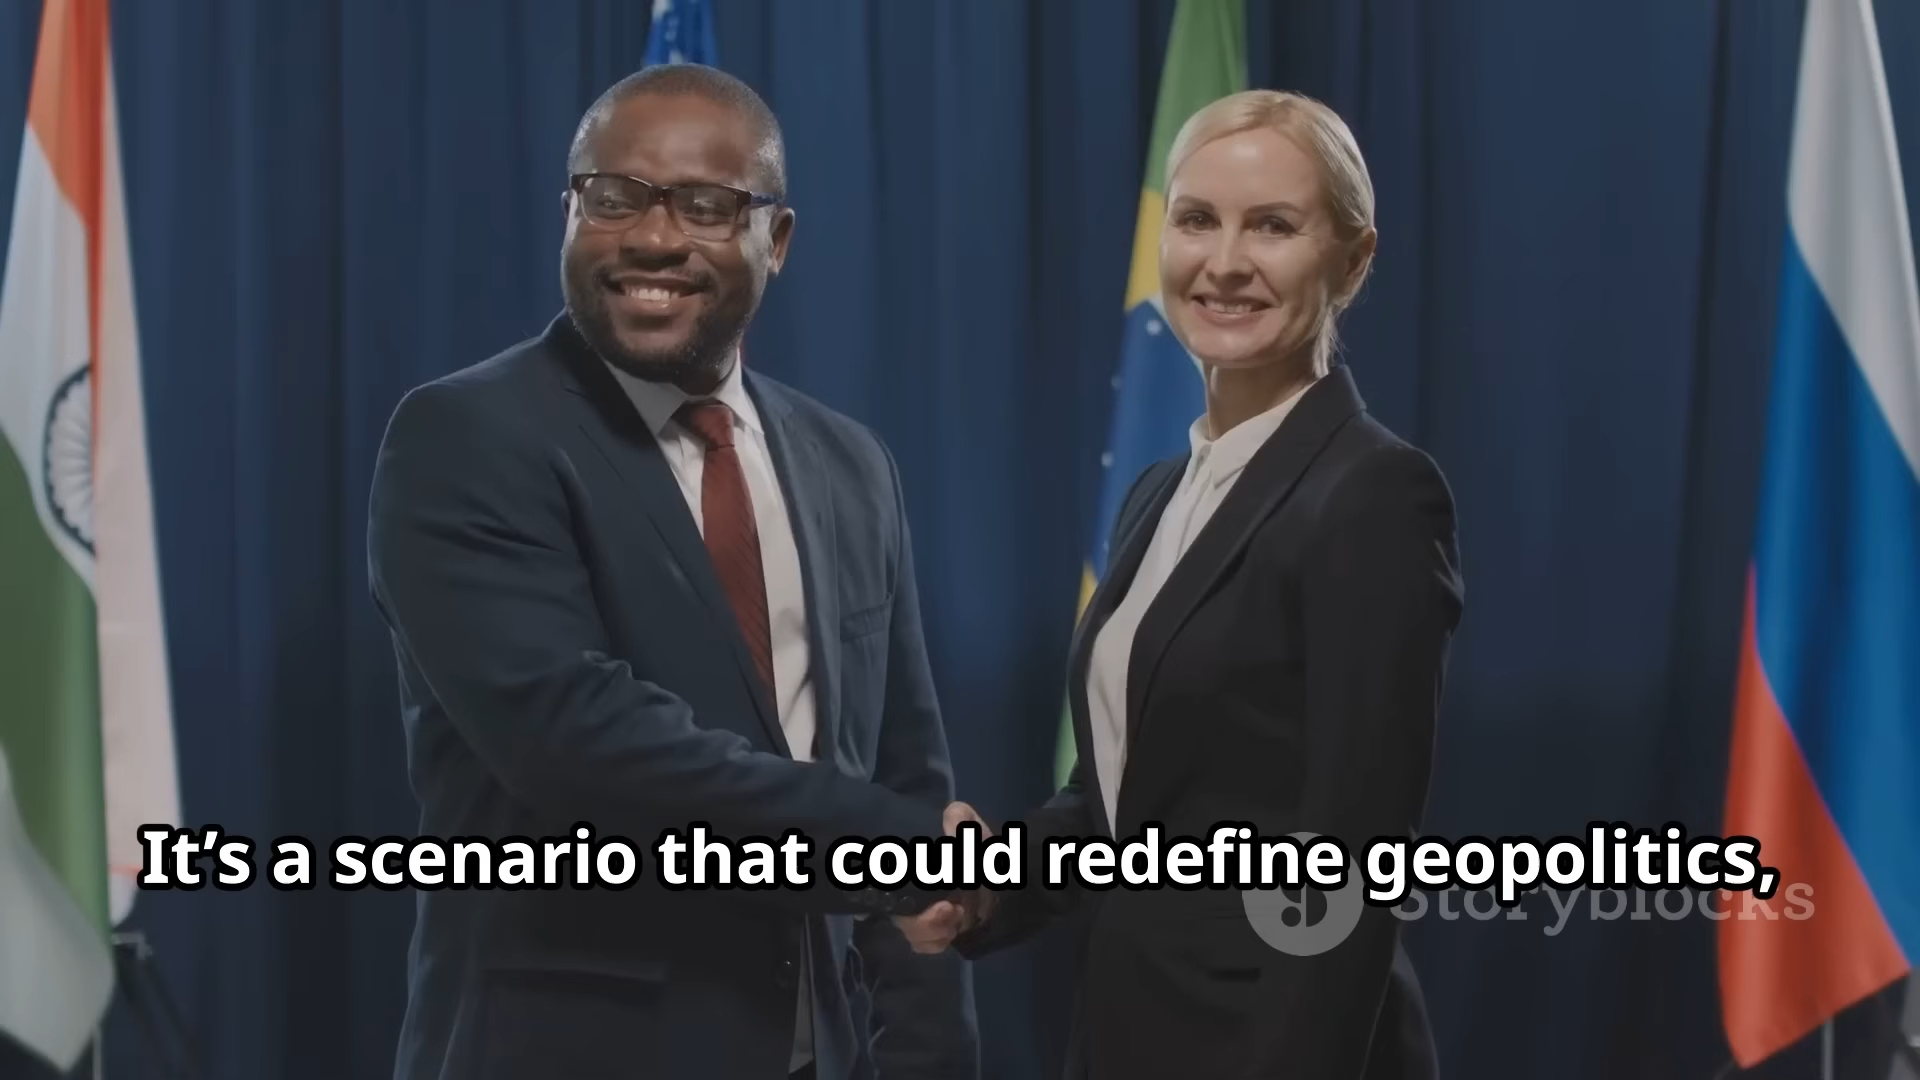 It’s a scenario that could redefine geopolitics,
Storyblocks